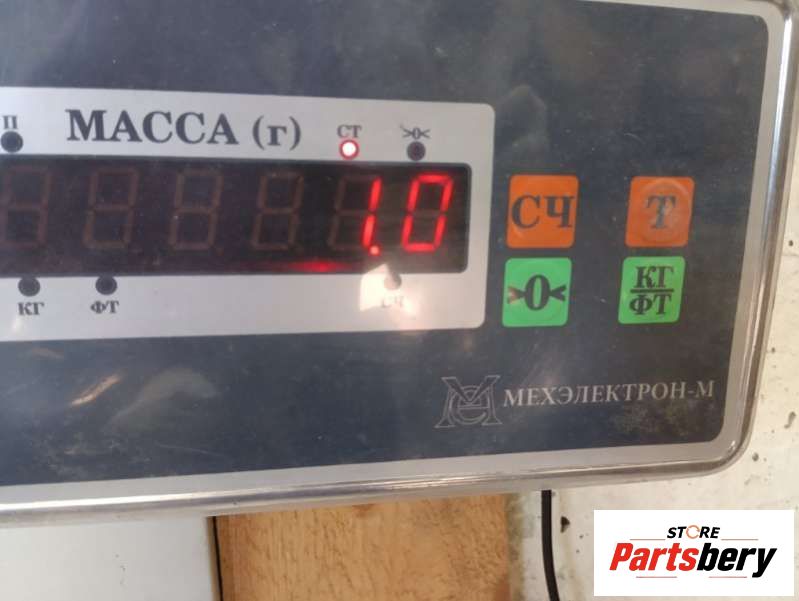 П
МАССА (г)
СТ
>0<
1.0
КГ
ФТ
СЧ
СЧ
Т
>0<
КГ
ФТ
МЕХЭЛЕКТРОН-М
STORE
Partsbery